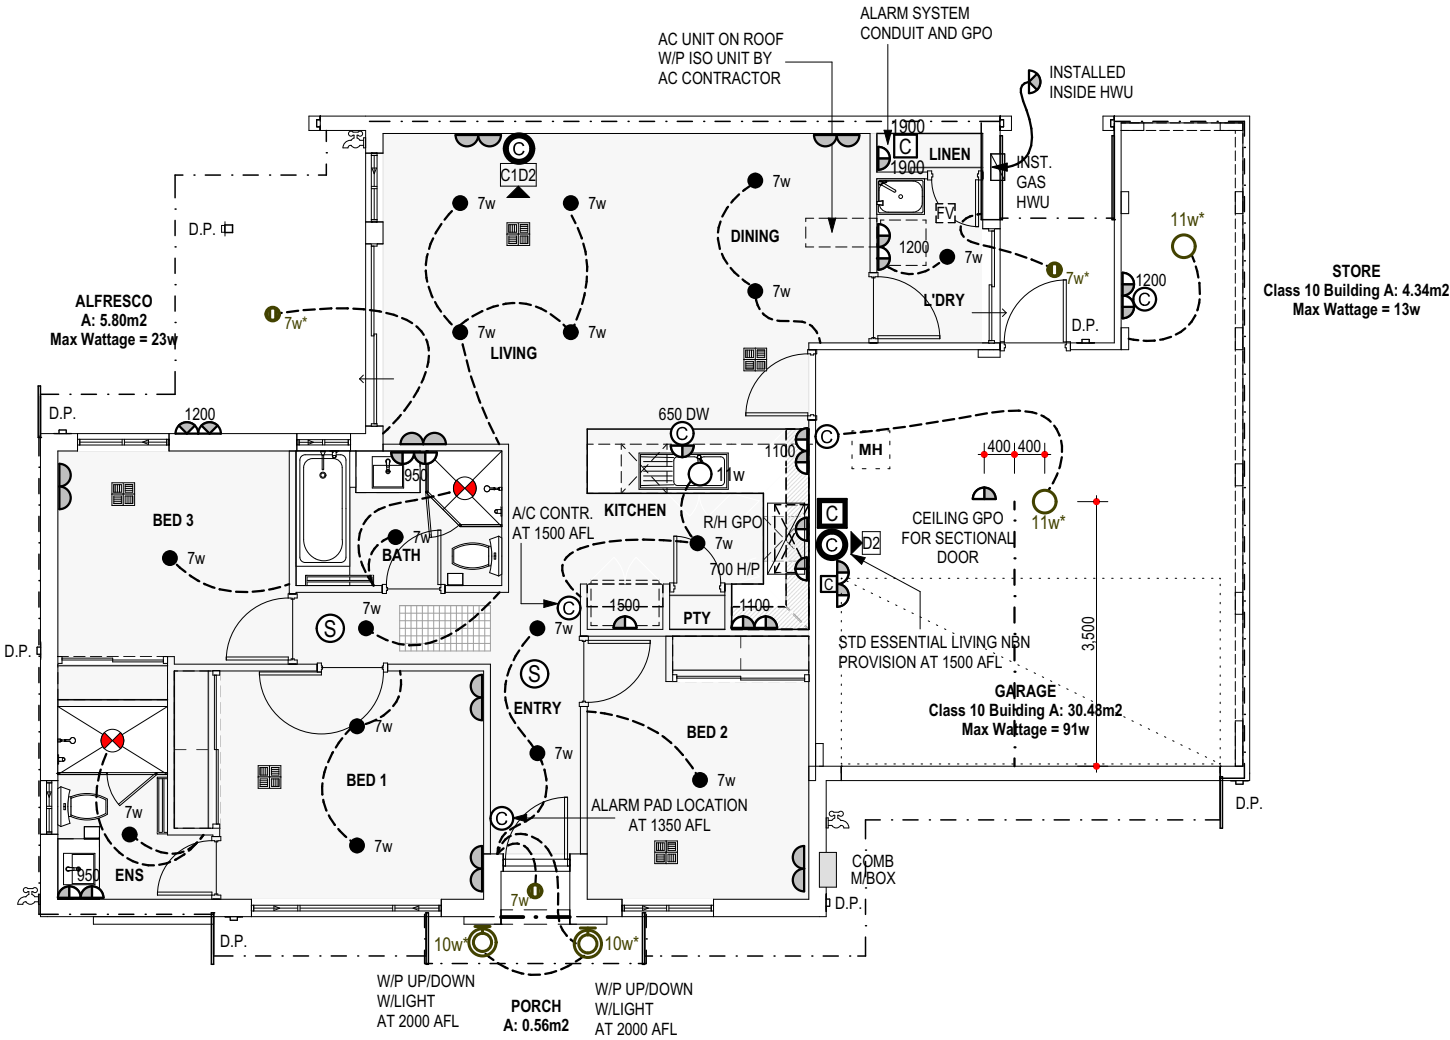 ALARM SYSTEM
CONDUIT AND GPO
AC UNIT ON ROOF
W/P ISO UNIT BY
AC CONTRACTOR
INSTALLED
INSIDE HWU
1900
C
LINEN
1900
INST.
GAS
HWU
C
C1D2
7w
7w
7w
FV
11w*
D.P.
DINING
1200
7w
7w*
1200
C
STORE
Class 10 Building A: 4.34m2
Max Wattage = 13w
ALFRESCO
A: 5.80m2
Max Wattage = 23w
7w*
7w
L'DRY
D.P.
7w
7w
LIVING
D.P.
1200
650 DW
C
C
MH
1100
400
400
950
11w
C
CEILING GPO
FOR SECTIONAL
DOOR
11w*
BED 3
A/C CONTR.
AT 1500 AFL
KITCHEN
R/H GPO
C
D2
7w
BATH
7w
7w
700 H/P
C
C
1500
PTY
1100
7w
S
7w
3,500
D.P.
STD ESSENTIAL LIVING NBN
PROVISION AT 1500 AFL
S
ENTRY
GARAGE
Class 10 Building A: 30.48m2
Max Wattage = 91w
7w
BED 2
7w
BED 1
7w
D.P.
7w
C
ALARM PAD LOCATION
AT 1350 AFL
7w
950
ENS
COMB
M/BOX
7w
D.P.
D.P.
10w*
10w*
W/P UP/DOWN
W/LIGHT
AT 2000 AFL
PORCH
A: 0.56m2
W/P UP/DOWN
W/LIGHT
AT 2000 AFL